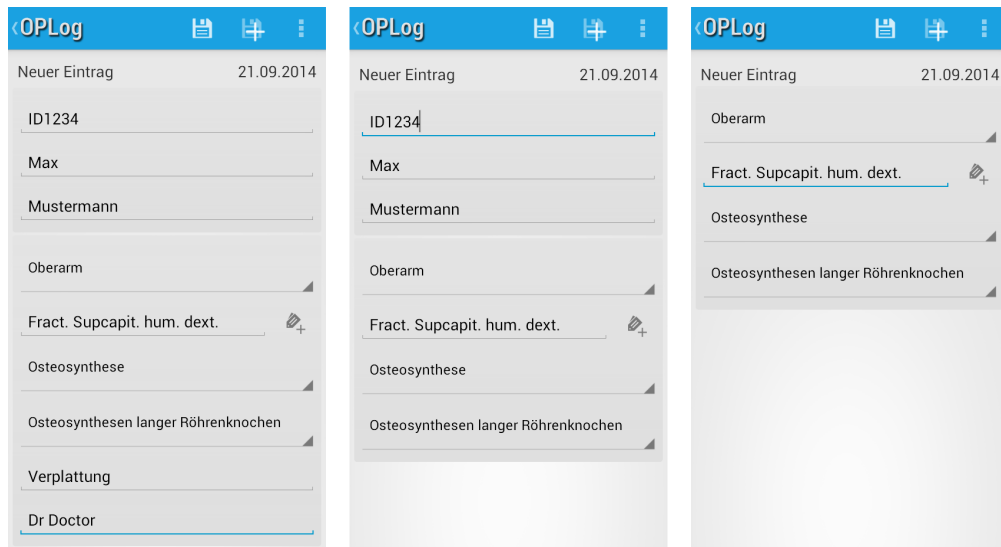 OPLog
Neuer Eintrag 21.09.2014
ID1234
Max
Mustermann
Oberarm
Fract. Supcapit. hum. dext.
Osteosynthese
Osteosynthesen langer Röhrenknochen
Verplattung
Dr Doctor
OPLog
Neuer Eintrag 21.09.2014
ID1234
Max
Mustermann
Oberarm
Fract. Supcapit. hum. dext.
Osteosynthese
Osteosynthesen langer Röhrenknochen
OPLog
Neuer Eintrag 21.09.2014
Oberarm
Fract. Supcapit. hum. dext.
Osteosynthese
Osteosynthesen langer Röhrenknochen